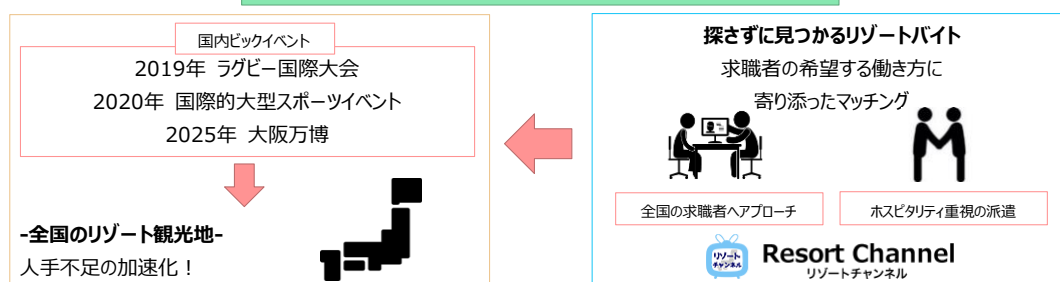 国内ビックイベント
2019年 ラグビー国際大会
2020年 国際的大型スポーツイベント
2025年 大阪万博
-全国のリゾート観光地-
人手不足の加速化！
探さずに見つかるリゾートバイト
求職者の希望する働き方に
寄り添ったマッチング
全国の求職者へアプローチ
ホスピタリティ重視の派遣
リゾート
チャンネル
Resort Channel
リゾートチャンネル